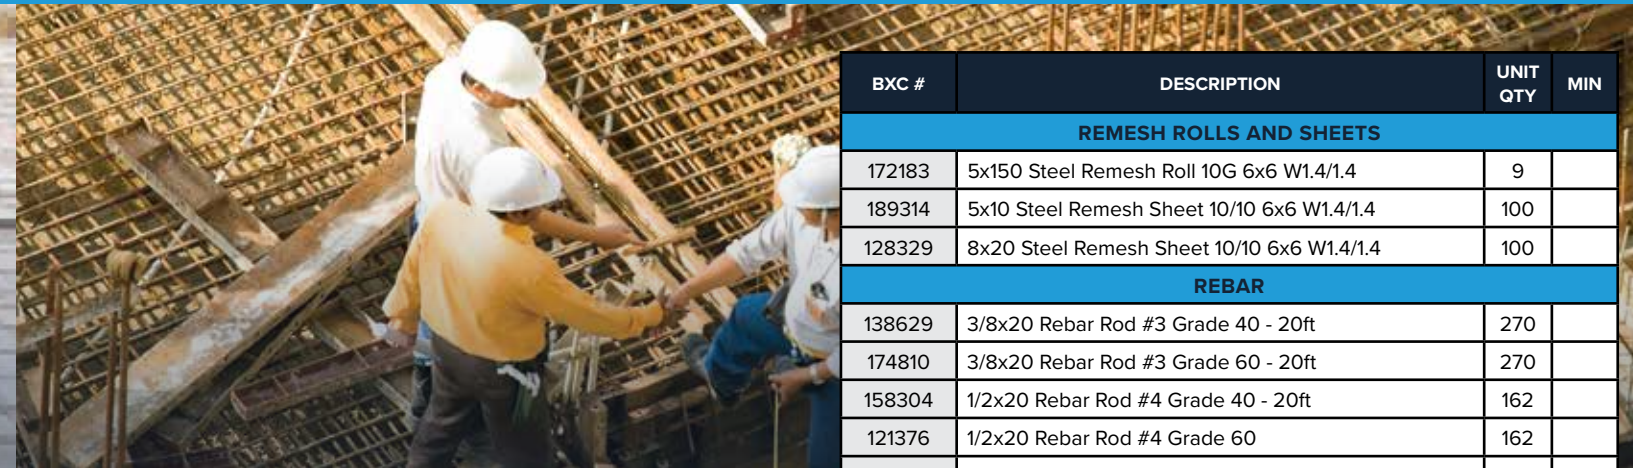 BXC # DESCRIPTION UNIT QTY MIN
REMESH ROLLS AND SHEETS
172183 5x150 Steel Remesh Roll 10G 6x6 W1.4/1.4 9
189314 5x10 Steel Remesh Sheet 10/10 6x6 W1.4/1.4 100
128329 8x20 Steel Remesh Sheet 10/10 6x6 W1.4/1.4 100
REBAR
138629 3/8x20 Rebar Rod #3 Grade 40 - 20ft 270
174810 3/8x20 Rebar Rod #3 Grade 60 - 20ft 270
158304 1/2x20 Rebar Rod #4 Grade 40 - 20ft 162
121376 1/2x20 Rebar Rod #4 Grade 60 162